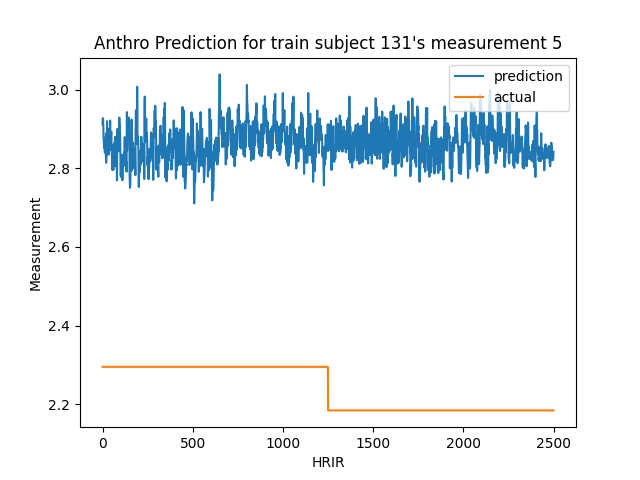 Anthro Prediction for train subject 131's measurement 5
prediction
actual
3.0
2.8
2.6
2.4
2.2
Measurement
0
500
1000
1500
2000
2500
HRIR